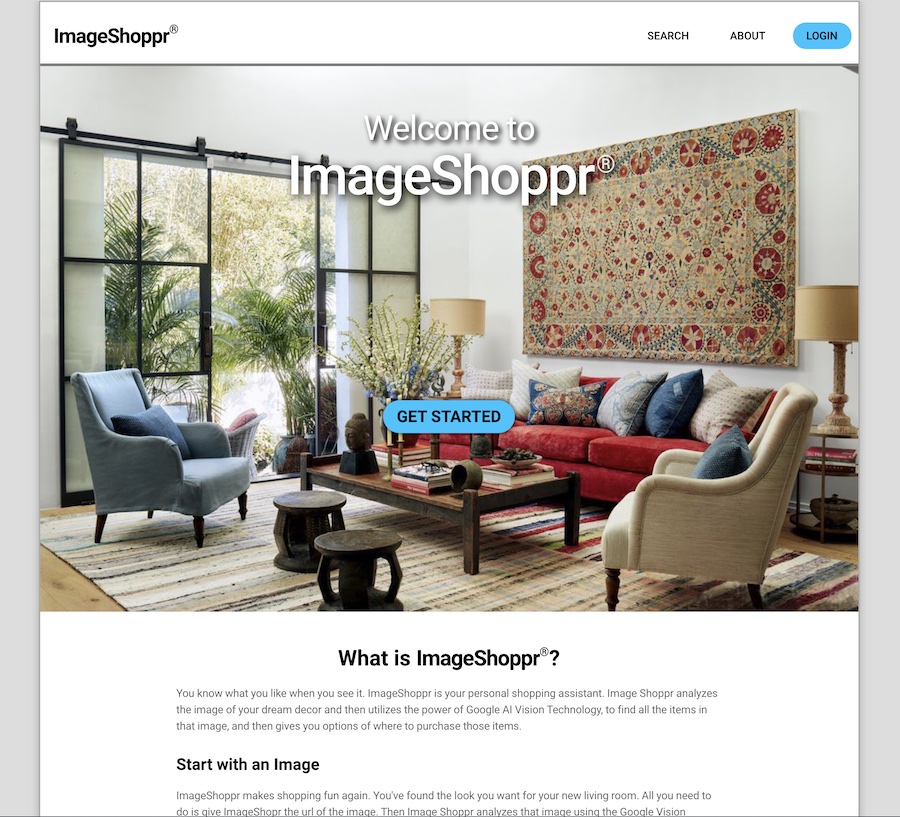 ImageShoppr®
SEARCH
ABOUT
LOGIN
Welcome to
ImageShoppr®
GET STARTED
What is ImageShoppr®?
You know what you like when you see it. ImageShoppr is your personal shopping assistant. Image Shoppr analyzes
the image of your dream decor and then utilizes the power of Google AI Vision Technology, to find all the items in
that image, and then gives you options of where to purchase those items.
Start with an Image
ImageShoppr makes shopping fun again. You've found the look you want for your new living room. All you need to
do is give ImageShopr the url of the image. Then Image Shoppr analyzes that image using the Google Vision